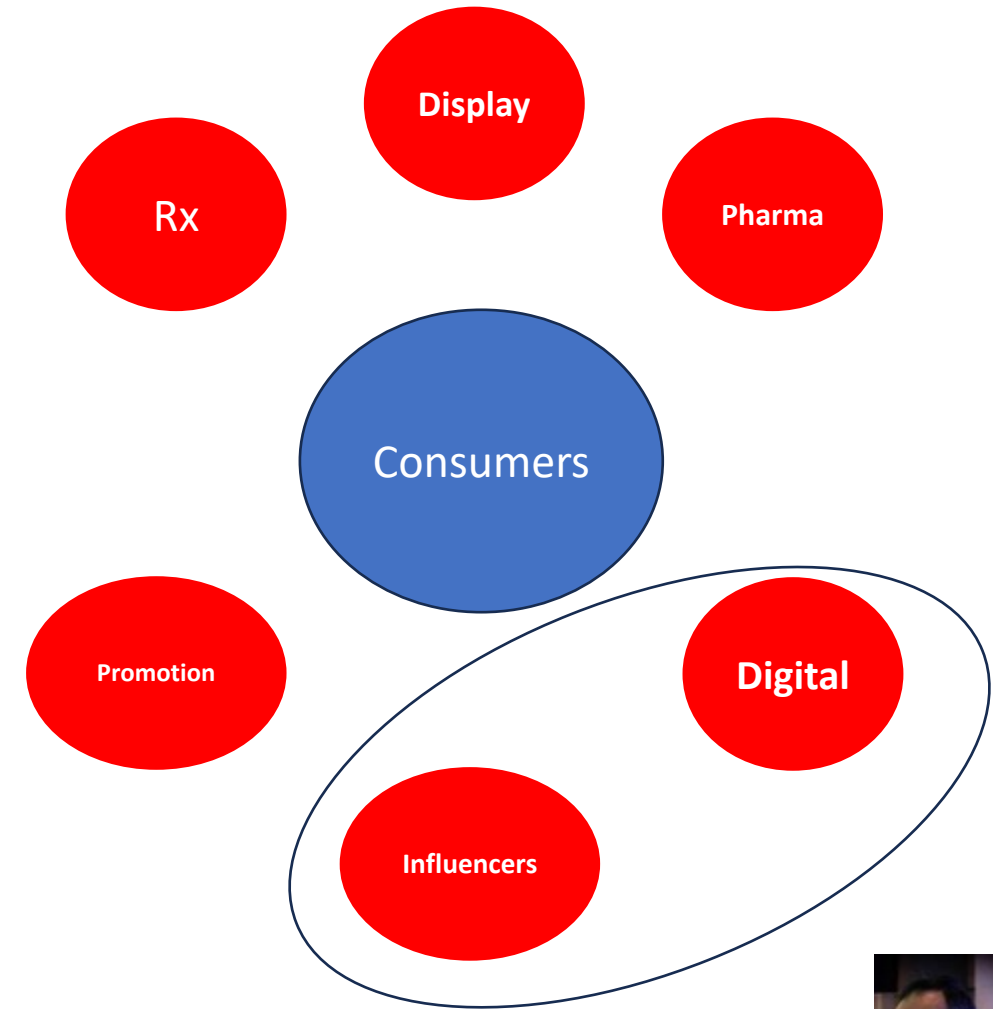 Display
Rx
Pharma
Consumers
Promotion
Digital
Influencers